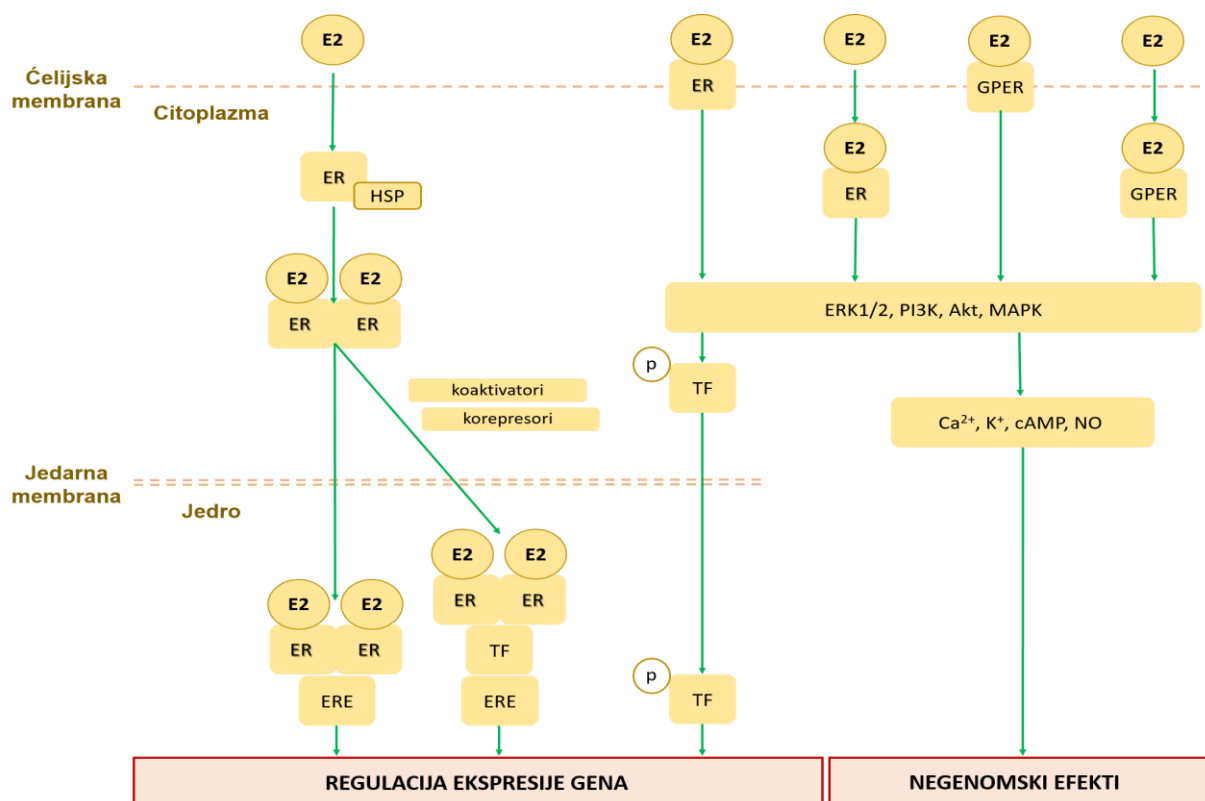 E2
E2
E2
E2
E2
Ćelijska
membrana
ER
GPER
Citoplazma
E2
E2
ER
HSP
ER
GPER
E2
E2
ER
ER
ERK1/2, PI3K, Akt, MAPK
p
TF
koaktivatori
korepresori
Ca²⁺, K⁺, cAMP, NO
Jedarna
membrana
Jedro
E2
E2
ER
ER
E2
E2
ER
ER
TF
ERE
ERE
p
TF
REGULACIJA EKSPRESIJE GENA
NEGENOMSKI EFEKTI